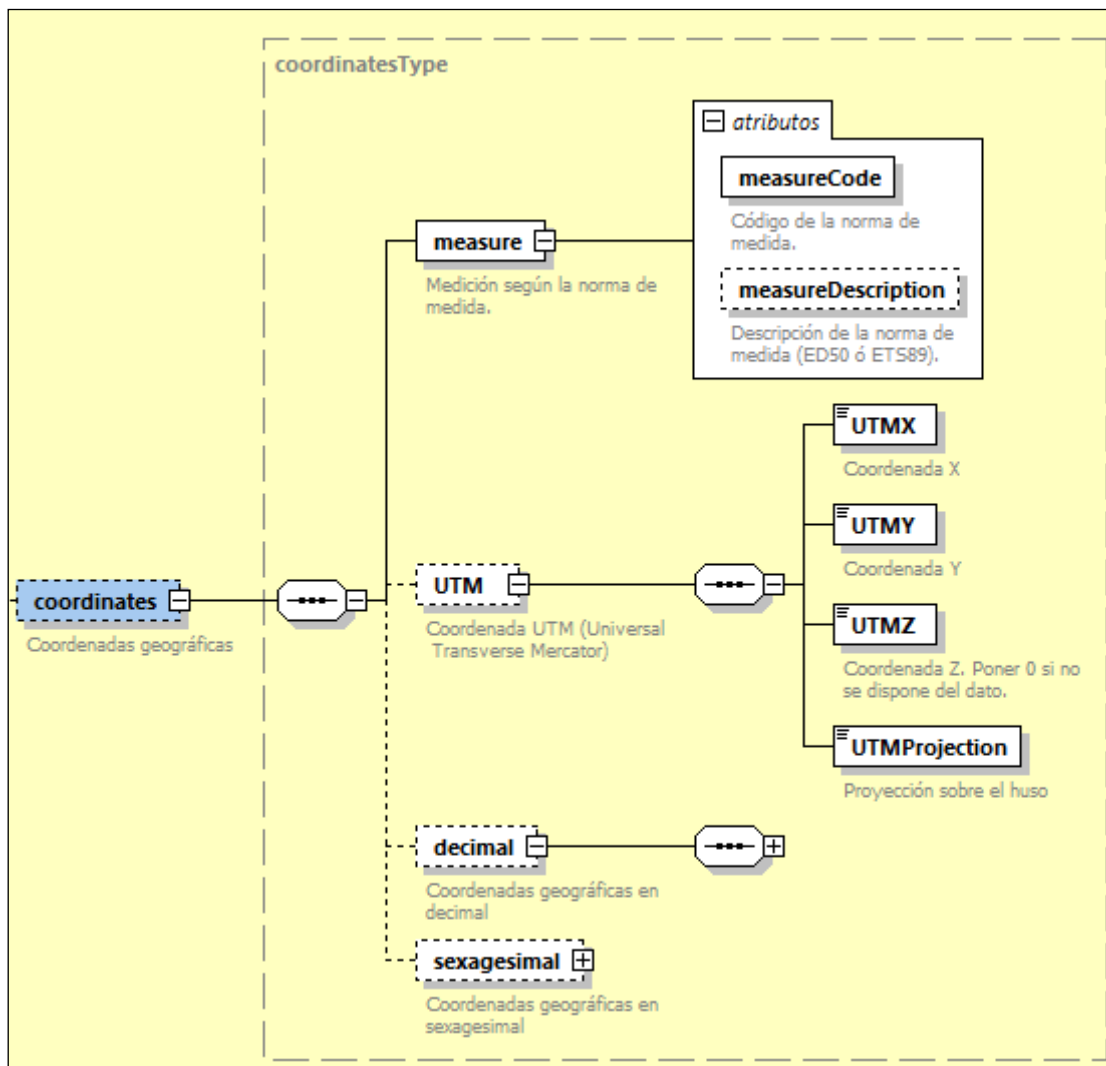 coordinatesType
atributos
measureCode
Código de la norma de
medida.
measure
Medición según la norma de
medida.
measureDescription
Descripción de la norma de
medida (ED50 ó ETS89).
UTMX
Coordenada X
UTMY
Coordenada Y
coordinates
Coordenadas geográficas
UTM
Coordenada UTM (Universal
Transverse Mercator)
UTMZ
Coordenada Z. Poner 0 si no
se dispone del dato.
UTMProjection
Proyección sobre el huso
decimal
Coordenadas geográficas en
decimal
sexagesimal
Coordenadas geográficas en
sexagesimal